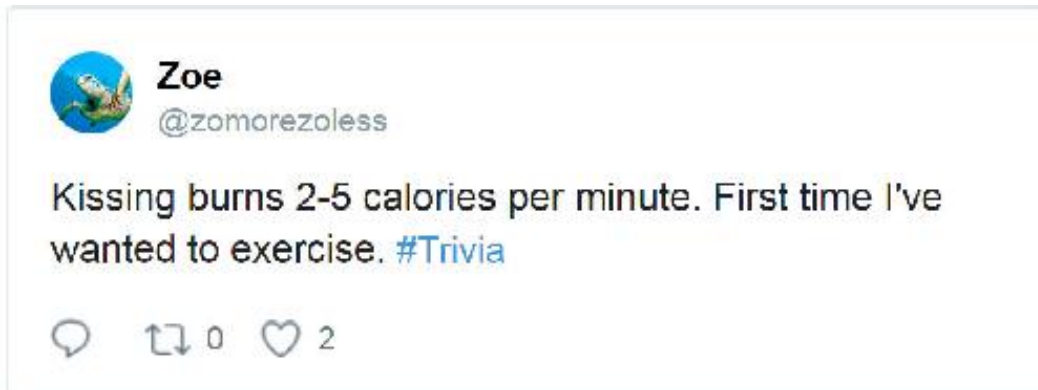 Zoe
@zomorezoless
Kissing burns 2-5 calories per minute. First time I've
wanted to exercise. #Trivia
0 2